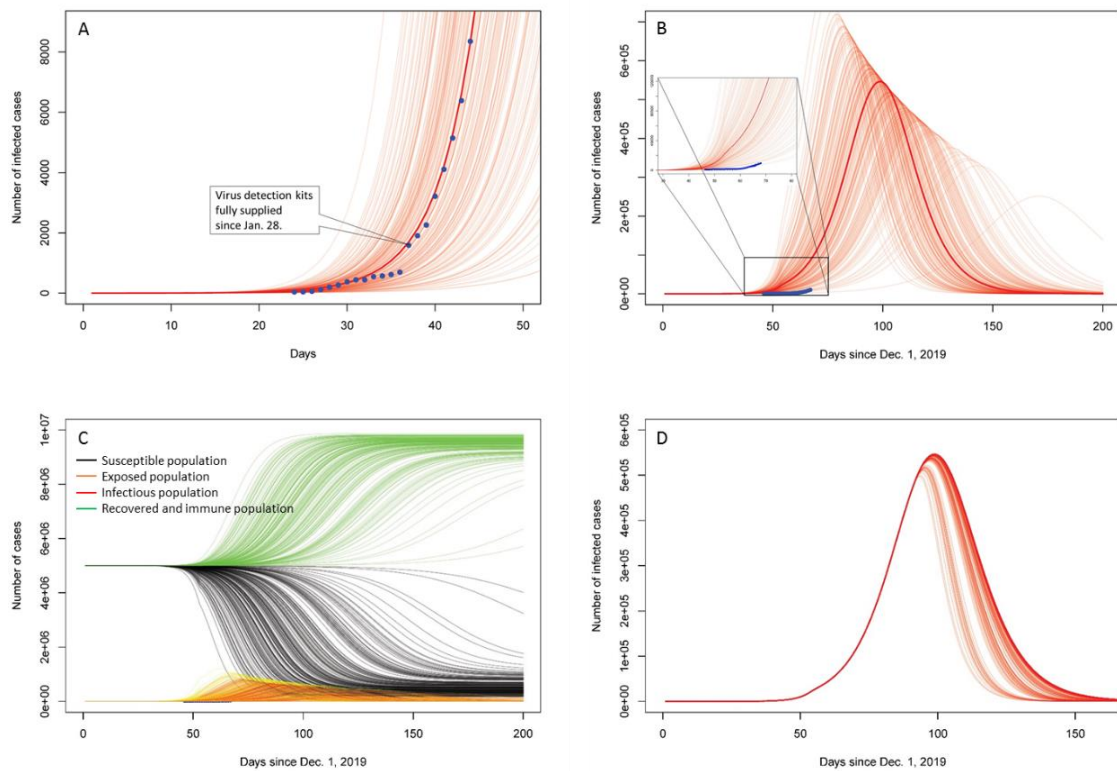 A
Number of infected cases
8000
6000
4000
2000
0
Virus detection kits
fully supplied
since Jan. 28.
0 10 20 30 40 50
Days
B
Number of infected cases
6e+05
4e+05
2e+05
0e+00
0 50 100 150 200
Days since Dec. 1, 2019
C
Number of cases
1e+07
8e+06
6e+06
4e+06
2e+06
0e+00
Susceptible population
Exposed population
Infectious population
Recovered and immune population
0 50 100 150 200
Days since Dec. 1, 2019
D
Number of infected cases
6e+05
5e+05
4e+05
3e+05
2e+05
1e+05
0e+00
0 50 100 150
Days since Dec. 1, 2019